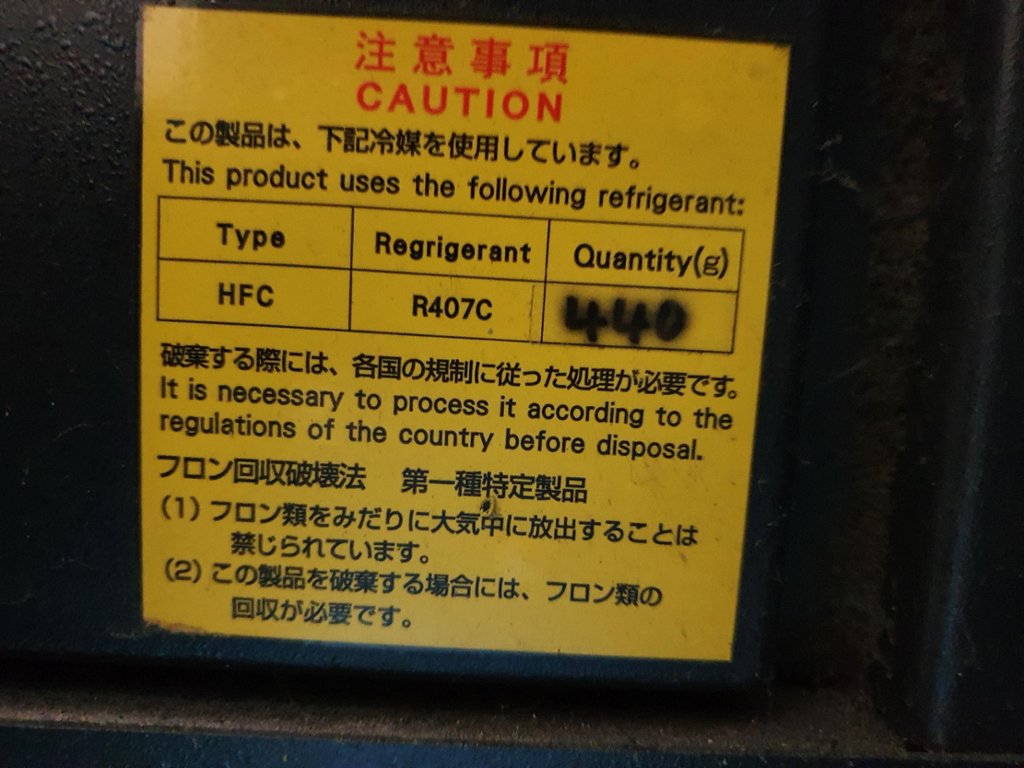 注意事項
CAUTION
この製品は、下記冷媒を使用しています。
This product uses the following refrigerant:
Type Regrigerant Quantity(g)
HFC R407C 440
破棄する際には、各国の規制に従った処理が必要です。
It is necessary to process it according to the
regulations of the country before disposal.
フロン回収破壊法 第一種特定製品
(1) フロン類をみだりに大気中に放出することは
禁じられています。
(2) この製品を破棄する場合には、フロン類の
回収が必要です。